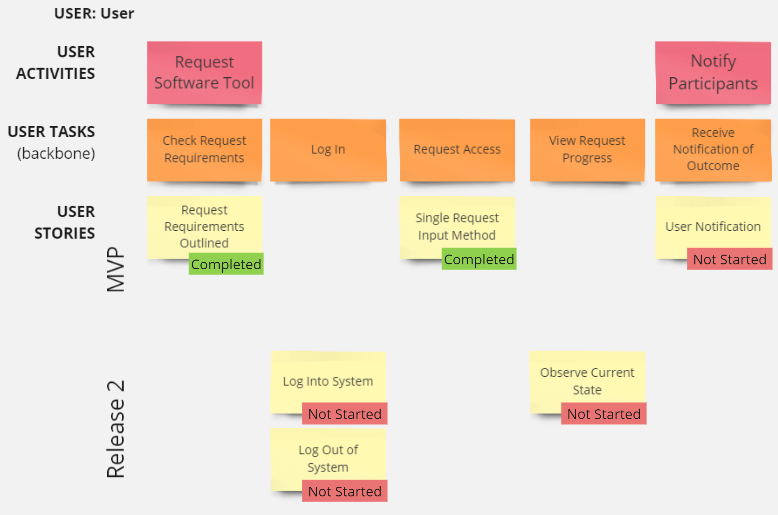 USER: User
USER
ACTIVITIES
Request
Software Tool
Notify
Participants
USER TASKS
(backbone)
Check Request
Requirements
Log In
Request Access
View Request
Progress
Receive
Notification of
Outcome
USER
STORIES
MVP
Request
Requirements
Outlined
Completed
Single Request
Input Method
Completed
User Notification
Not Started
Release 2
Log Into System
Not Started
Observe Current
State
Not Started
Log Out of
System
Not Started